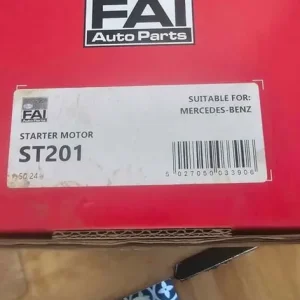 FAI
Auto Parts
FAI
SUITABLE FOR:
MERCEDES-BENZ
STARTER MOTOR
ST201
5 027050 033906